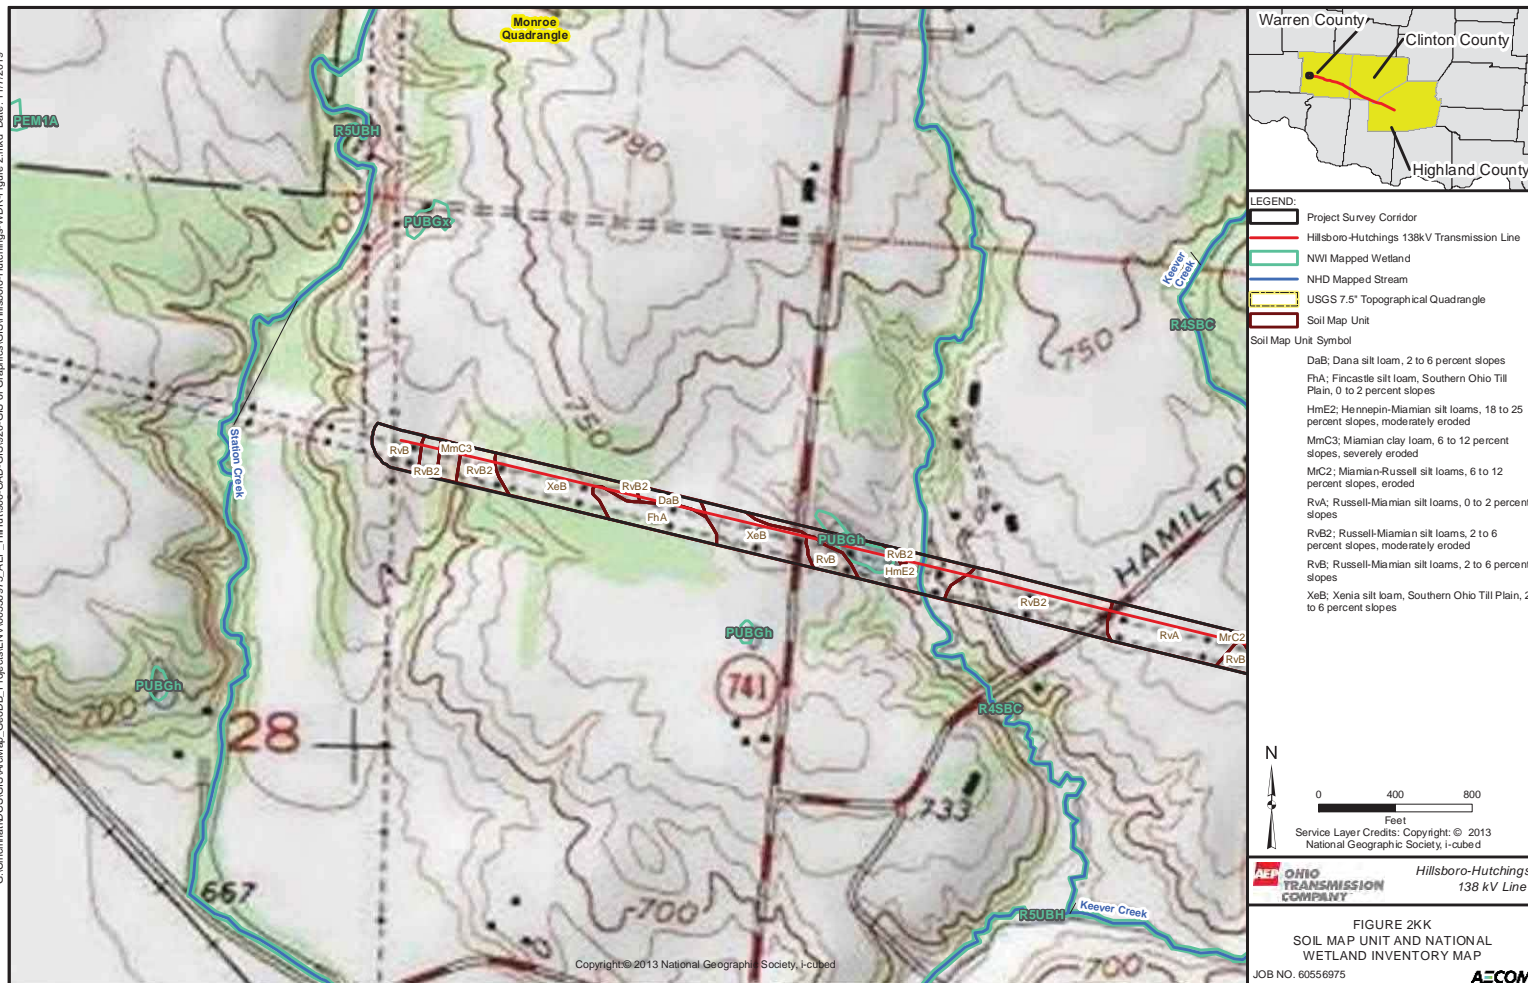 Monroe
Quadrangle
PEM1A
R5UBH
790
PUBGx
700
Keever
Creek
R4SBC
750
750
Station Creek
RvB
MmC3
RvB2
RvB2
XeB
RvB2
DaB
FhA
XeB
PUBGh
RvB
RvB2
HmE2
RvB2
HAMILTO
RvA
MrC2
RvB
PUBGh
PUBGh
700
28
741
R4SBC
733
667
700
R5UBH
Keever Creek
700
Copyright:© 2013 National Geographic Society, i-cubed
Warren County
Clinton County
Highland County
LEGEND:
Project Survey Corridor
Hillsboro-Hutchings 138kV Transmission Line
NWI Mapped Wetland
NHD Mapped Stream
USGS 7.5" Topographical Quadrangle
Soil Map Unit
Soil Map Unit Symbol
DaB; Dana silt loam, 2 to 6 percent slopes
FhA; Fincastle silt loam, Southern Ohio Till
Plain, 0 to 2 percent slopes
HmE2; Hennepin-Miamian silt loams, 18 to 25
percent slopes, moderately eroded
MmC3; Miamian clay loam, 6 to 12 percent
slopes, severely eroded
MrC2; Miamian-Russell silt loams, 6 to 12
percent slopes, eroded
RvA; Russell-Miamian silt loams, 0 to 2 percent
slopes
RvB2; Russell-Miamian silt loams, 2 to 6
percent slopes, moderately eroded
RvB; Russell-Miamian silt loams, 2 to 6 percent
slopes
XeB; Xenia silt loam, Southern Ohio Till Plain, 2
to 6 percent slopes
N
0 400 800
Feet
Service Layer Credits: Copyright: © 2013
National Geographic Society, i-cubed
AEP OHIO
TRANSMISSION
COMPANY
Hillsboro-Hutchings
138 kV Line
FIGURE 2KK
SOIL MAP UNIT AND NATIONAL
WETLAND INVENTORY MAP
JOB NO. 60556975
AECOM